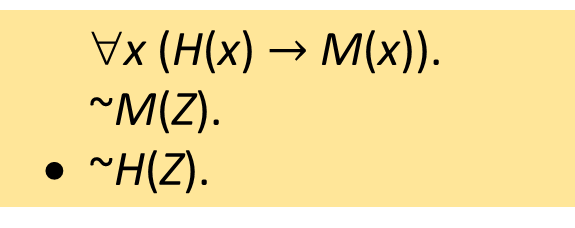 ∀x (H(x) → M(x)).
~M(Z).
• ~H(Z).